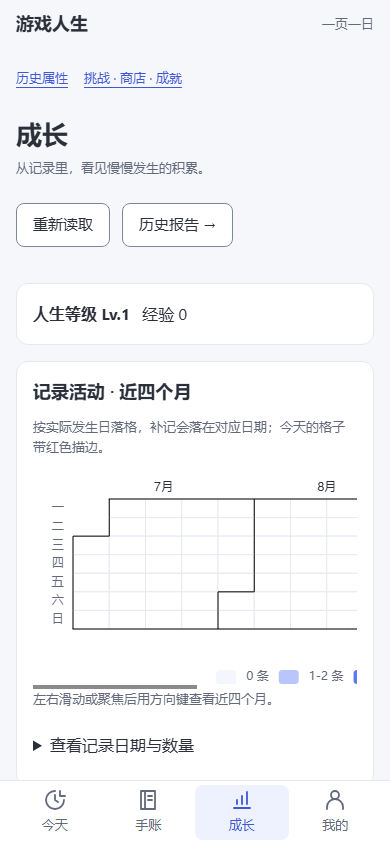 游戏人生
一页一日
历史属性 挑战 · 商店 · 成就
成长
从记录里，看见慢慢发生的积累。
重新读取 历史报告 →
人生等级 Lv.1 经验 0
记录活动 · 近四个月
按实际发生日落格，补记会落在对应日期；今天的格子
带红色描边。
7月 8月
一
二
三
四
五
六
日
0 条 1-2 条
左右滑动或聚焦后用方向键查看近四个月。
▶ 查看记录日期与数量
今天 手账 成长 我的